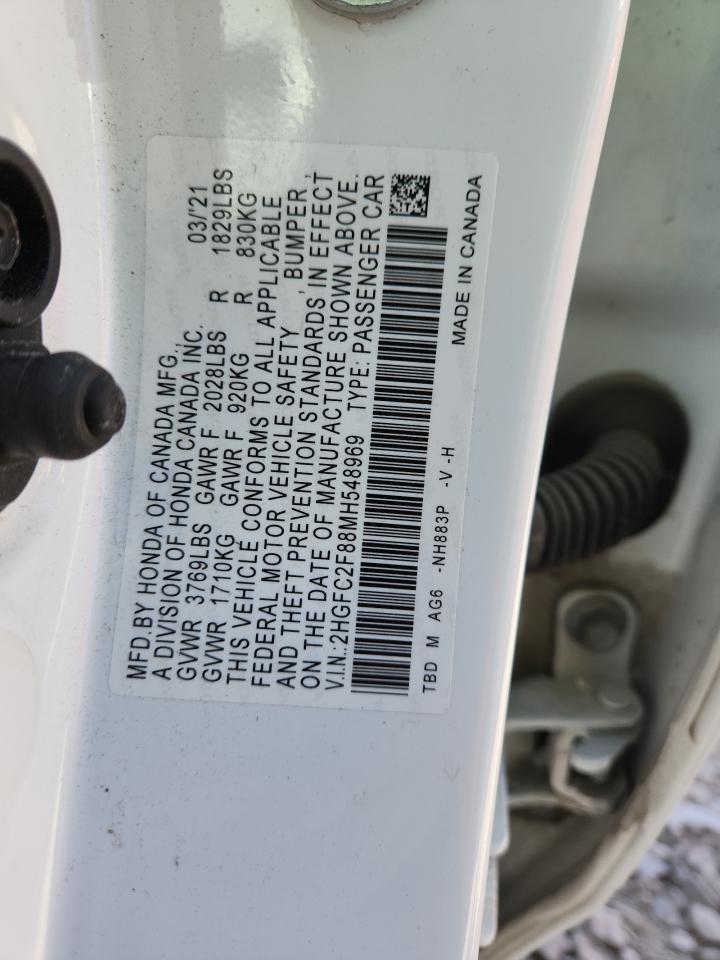 MFD.BY HONDA OF CANADA MFG., 03/'21
A DIVISION OF HONDA CANADA INC.
GVWR 3769LBS GAWR F 2028LBS R 1829LBS
GVWR 1710KG GAWR F 920KG R 830KG
THIS VEHICLE CONFORMS TO ALL APPLICABLE
FEDERAL MOTOR VEHICLE SAFETY, BUMPER,
AND THEFT PREVENTION STANDARDS IN EFFECT
ON THE DATE OF MANUFACTURE SHOWN ABOVE.
V.I.N.:2HGFC2F88MH548969 TYPE: PASSENGER CAR
TBD M AG6 -NH883P -V -H MADE IN CANADA